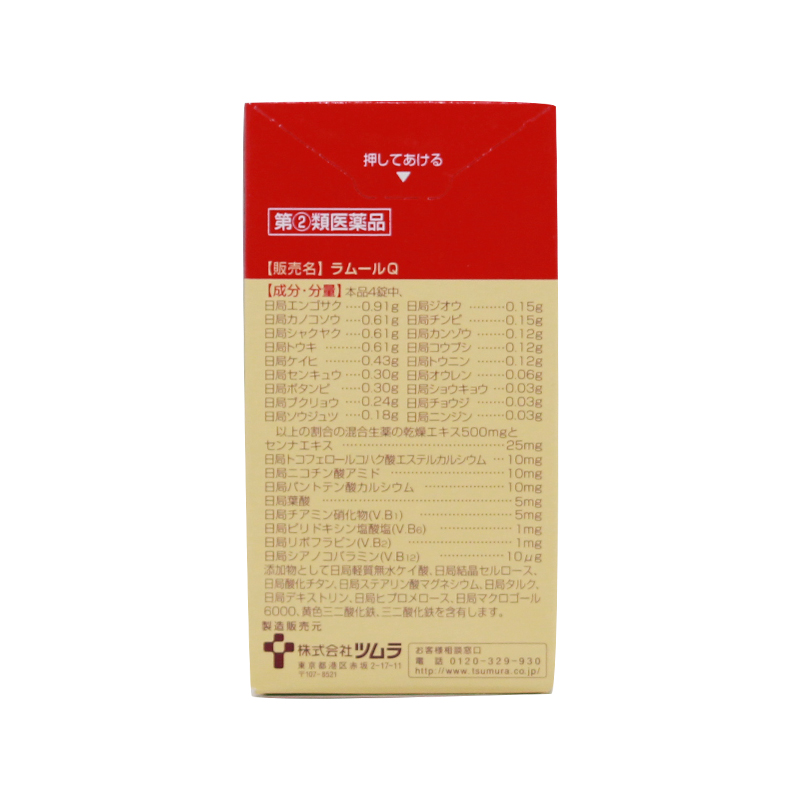 押してあける
第②類医薬品
【販売名】ラムールQ
【成分・分量】本品4錠中、
日局エンゴサク‥‥0.91g 日局ジオウ‥‥‥‥0.15g
日局カノコソウ‥‥0.61g 日局チンピ‥‥‥‥0.15g
日局シャクヤク‥‥0.61g 日局カンゾウ‥‥‥0.12g
日局トウキ‥‥‥‥0.61g 日局コウブシ‥‥‥0.12g
日局ケイヒ‥‥‥‥0.43g 日局トウニン‥‥‥0.12g
日局センキュウ‥‥0.30g 日局オウレン‥‥‥0.06g
日局ボタンピ‥‥‥0.30g 日局ショウキョウ‥0.03g
日局ブクリョウ‥‥0.24g 日局チョウジ‥‥‥0.03g
日局ソウジュツ‥‥0.18g 日局ニンジン‥‥‥0.03g
以上の割合の混合生薬の乾燥エキス500mgと
センナエキス‥‥‥‥‥‥‥‥‥‥‥‥25mg
日局トコフェロールコハク酸エステルカルシウム‥10mg
日局ニコチン酸アミド‥‥‥‥‥‥‥‥10mg
日局パントテン酸カルシウム‥‥‥‥‥10mg
日局葉酸‥‥‥‥‥‥‥‥‥‥‥‥‥‥5mg
日局チアミン硝化物(V.B1)‥‥‥‥‥‥5mg
日局ピリドキシン塩酸塩(V.B6)‥‥‥‥1mg
日局リボフラビン(V.B2)‥‥‥‥‥‥‥1mg
日局シアノコバラミン(V.B12)‥‥‥‥10μg
添加物として日局軽質無水ケイ酸、日局結晶セルロース、
日局酸化チタン、日局ステアリン酸マグネシウム、日局タルク、
日局デキストリン、日局ヒプロメロース、日局マクロゴール
6000、黄色三二酸化鉄、三二酸化鉄を含有します。
製造販売元
株式会社ツムラ
東京都港区赤坂2-17-11
〒107-8521
お客様相談窓口
電話 0120-329-930
http://www.tsumura.co.jp/